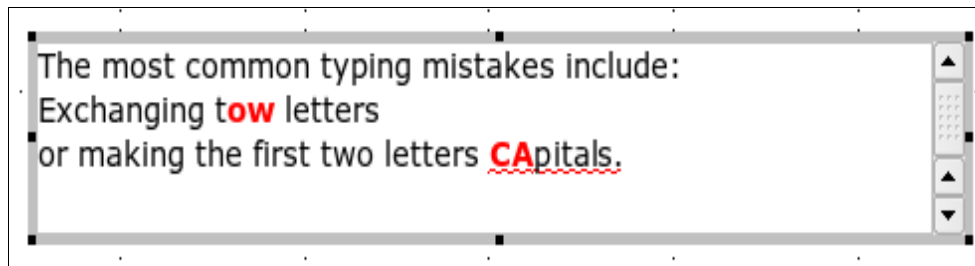 The most common typing mistakes include:
Exchanging tow letters
or making the first two letters CApitals.